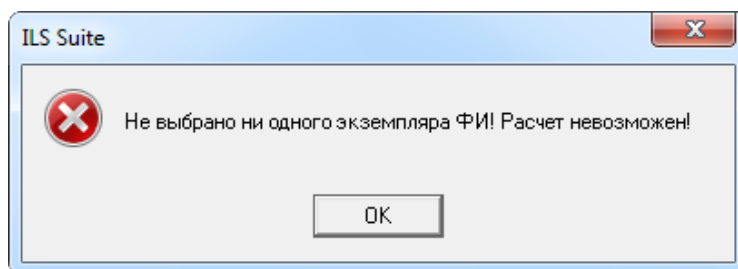 ILS Suite
Не выбрано ни одного экземпляра ФИ! Расчет невозможен!
OK